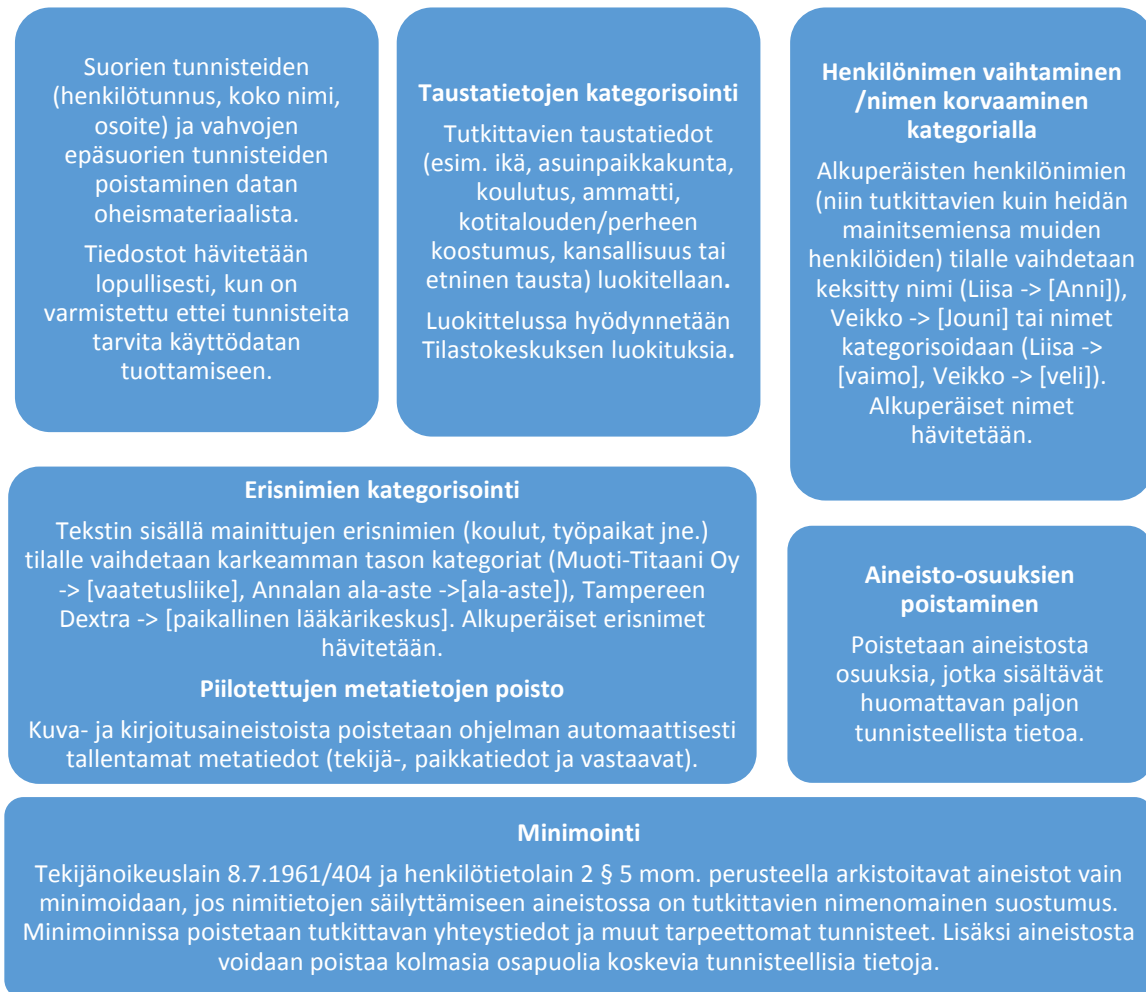 Suorien tunnisteiden
(henkilötunnus, koko nimi,
osoite) ja vahvojen
epäsuorien tunnisteiden
poistaminen datan
oheismateriaalista.
Tiedostot hävitetään
lopullisesti, kun on
varmistettu ettei tunnisteita
tarvita käyttödatan
tuottamiseen.
Taustatietojen kategorisointi
Tutkittavien taustatiedot
(esim. ikä, asuinpaikkakunta,
koulutus, ammatti,
kotitalouden/perheen
koostumus, kansallisuus tai
etninen tausta) luokitellaan.
Luokittelussa hyödynnetään
Tilastokeskuksen luokituksia.
Henkilönimen vaihtaminen
/nimen korvaaminen
kategorialla
Alkuperäisten henkilönimien
(niin tutkittavien kuin heidän
mainitsemiensa muiden
henkilöiden) tilalle vaihdetaan
keksitty nimi (Liisa -> [Anni]),
Veikko -> [Jouni] tai nimet
kategorisoidaan (Liisa ->
[vaimo], Veikko -> [veli]).
Alkuperäiset nimet
hävitetään.
Erisnimien kategorisointi
Tekstin sisällä mainittujen erisnimien (koulut, työpaikat jne.)
tilalle vaihdetaan karkeamman tason kategoriat (Muoti-Titaani Oy
-> [vaatetusliike], Annalan ala-aste ->[ala-aste]), Tampereen
Dextra -> [paikallinen lääkärikeskus]. Alkuperäiset erisnimet
hävitetään.
Piilotettujen metatietojen poisto
Kuva- ja kirjoitusaineistoista poistetaan ohjelman automaattisesti
tallentamat metatiedot (tekijä-, paikkatiedot ja vastaavat).
Aineisto-osuuksien
poistaminen
Poistetaan aineistosta
osuuksia, jotka sisältävät
huomattavan paljon
tunnisteellista tietoa.
Minimointi
Tekijänoikeuslain 8.7.1961/404 ja henkilötietolain 2 § 5 mom. perusteella arkistoitavat aineistot vain
minimoidaan, jos nimitietojen säilyttämiseen aineistossa on tutkittavien nimenomainen suostumus.
Minimoinnissa poistetaan tutkittavan yhteystiedot ja muut tarpeettomat tunnisteet. Lisäksi aineistosta
voidaan poistaa kolmasia osapuolia koskevia tunnisteellisia tietoja.